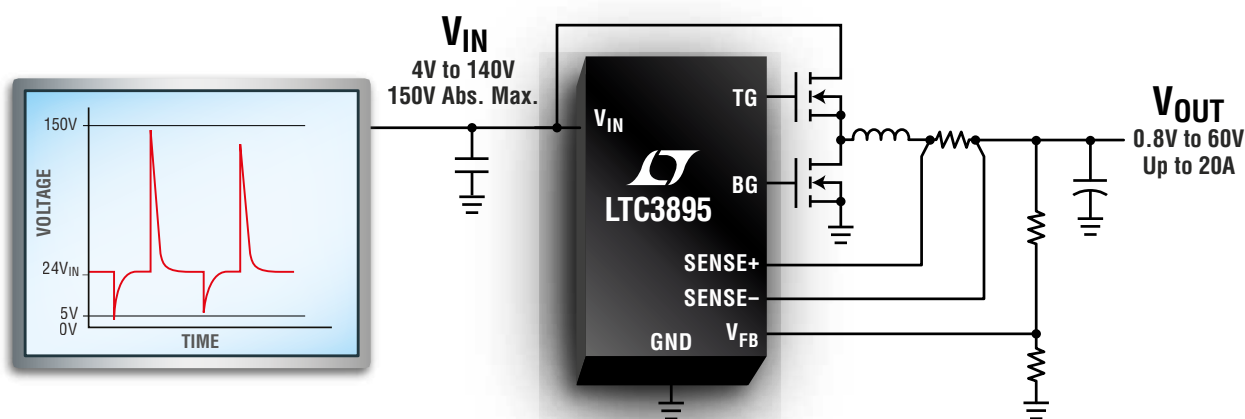 VOLTAGE
150V
24VIN
5V
0V
TIME
VIN
4V to 140V
150V Abs. Max.
VIN
TG
BG
LTC3895
SENSE+
SENSE–
VFB
GND
VOUT
0.8V to 60V
Up to 20A